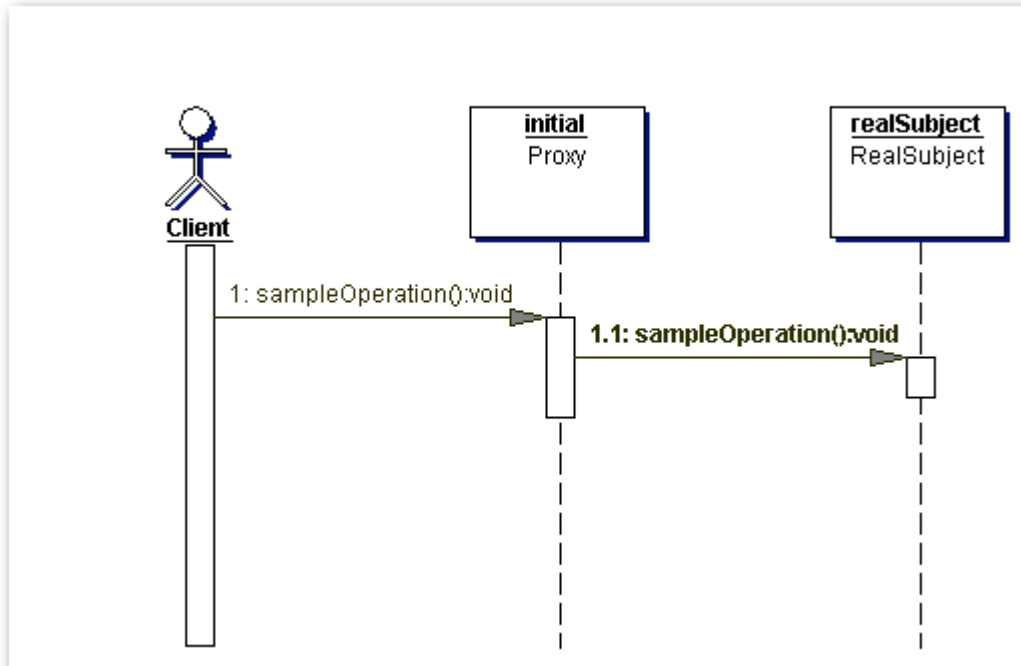 initial
Proxy
realSubject
RealSubject
Client
1: sampleOperation():void
1.1: sampleOperation():void